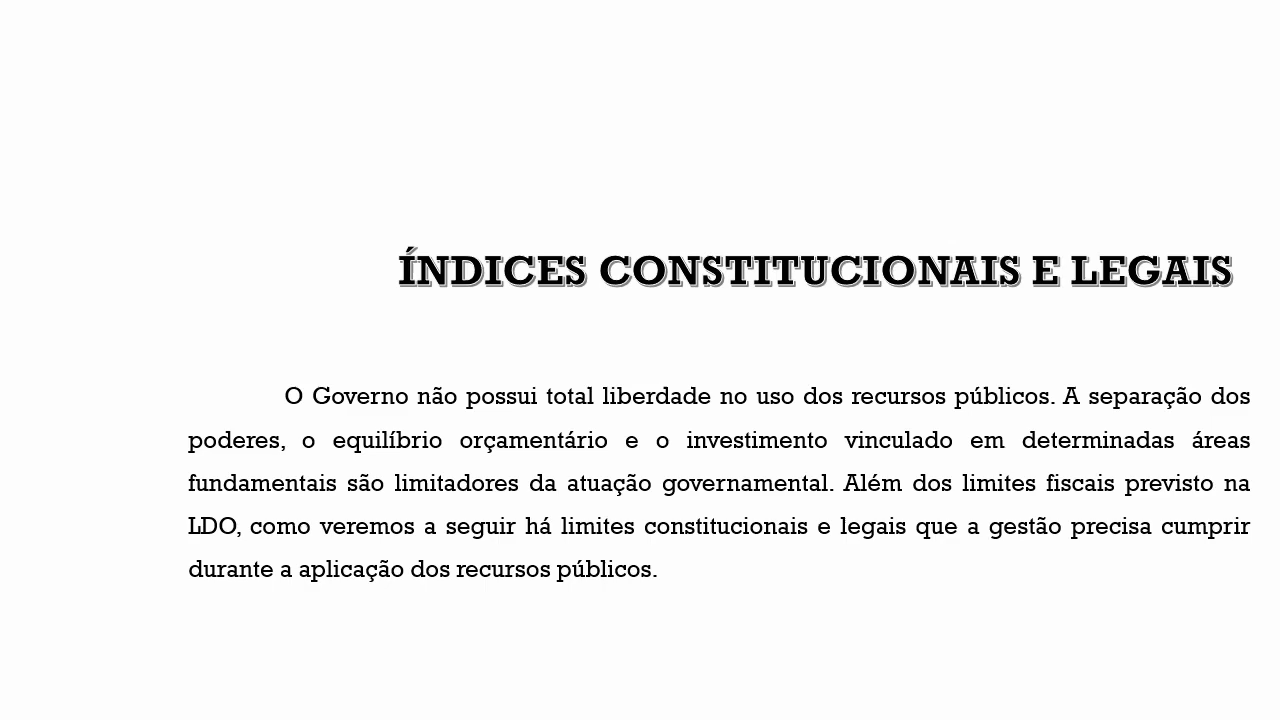 ÍNDICES CONSTITUCIONAIS E LEGAIS
O Governo não possui total liberdade no uso dos recursos públicos. A separação dos
poderes, o equilíbrio orçamentário e o investimento vinculado em determinadas áreas
fundamentais são limitadores da atuação governamental. Além dos limites fiscais previsto na
LDO, como veremos a seguir há limites constitucionais e legais que a gestão precisa cumprir
durante a aplicação dos recursos públicos.